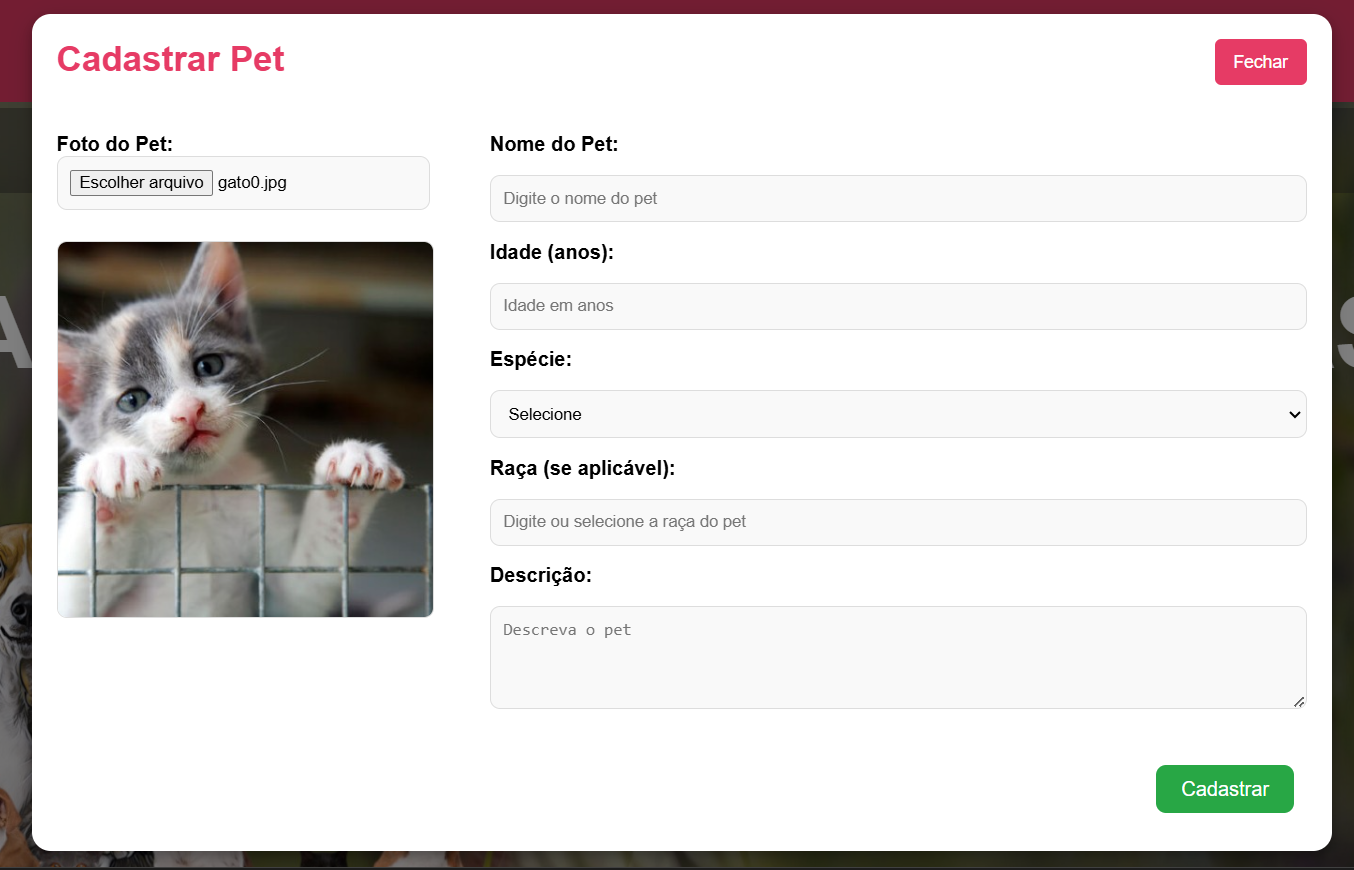 Cadastrar Pet
Fechar
Foto do Pet:
Escolher arquivo gato0.jpg
Nome do Pet:
Digite o nome do pet
Idade (anos):
Idade em anos
Espécie:
Selecione
Raça (se aplicável):
Digite ou selecione a raça do pet
Descrição:
Descreva o pet
Cadastrar